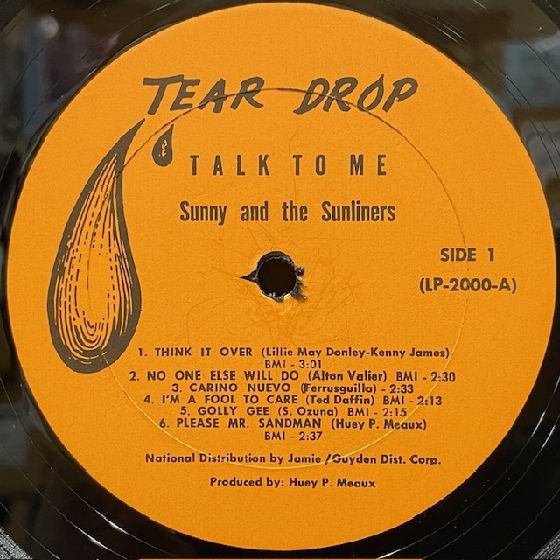 TEAR DROP
TALK TO ME
Sunny and the Sunliners
SIDE 1
(LP-2000-A)
1. THINK IT OVER (Lillie May Donley-Kenny James)
BMI - 3:01
2. NO ONE ELSE WILL DO (Alton Valier) BMI - 2:30
3. CARINO NUEVO (Ferrusguilla) - 2:33
4. I'M A FOOL TO CARE (Ted Daffin) BMI - 2:13
5. GOLLY GEE (S. Ozuna) BMI - 2:15
6. PLEASE MR. SANDMAN (Huey P. Meaux)
BMI - 2:37
National Distribution by Jamie /Guyden Dist. Corp.
Produced by: Huey P. Meaux